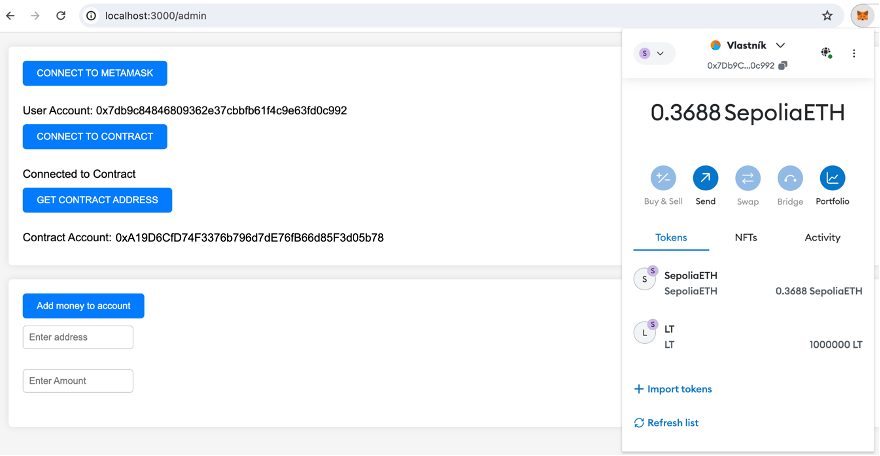 localhost:3000/admin
CONNECT TO METAMASK
User Account: 0x7db9c84846809362e37cbbfb61f4c9e63fd0c992
CONNECT TO CONTRACT
Connected to Contract
GET CONTRACT ADDRESS
Contract Account: 0xA19D6CfD74F3376b796d7dE76fB66d85F3d05b78
Add money to account
Enter address
Enter Amount
S
Vlastník
0x7Db9C...0c992
0.3688 SepoliaETH
Buy & Sell
Send
Swap
Bridge
Portfolio
Tokens
NFTs
Activity
S
S
SepoliaETH
SepoliaETH
0.3688 SepoliaETH
L
S
LT
LT
1000000 LT
Import tokens
Refresh list